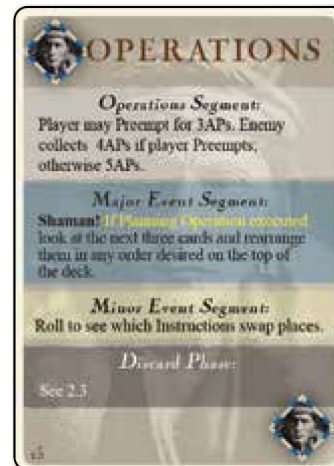 OPERATIONS
Operations Segment:
Player may Preempt for 3APs. Enemy
collects 4APs if player Preempts,
otherwise 5APs.
Major Event Segment:
Shaman! If Planning Operation executed,
look at the next three cards and rearrange
them in any order desired on the top of
the deck.
Minor Event Segment:
Roll to see which Instructions swap places.
Discard Phase:
See 2.3